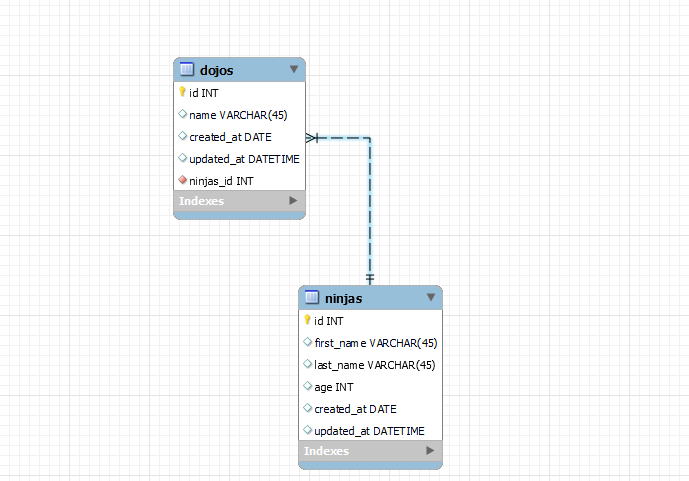 dojos
id INT
name VARCHAR(45)
created_at DATE
updated_at DATETIME
ninjas_id INT
Indexes
ninjas
id INT
first_name VARCHAR(45)
last_name VARCHAR(45)
age INT
created_at DATE
updated_at DATETIME
Indexes